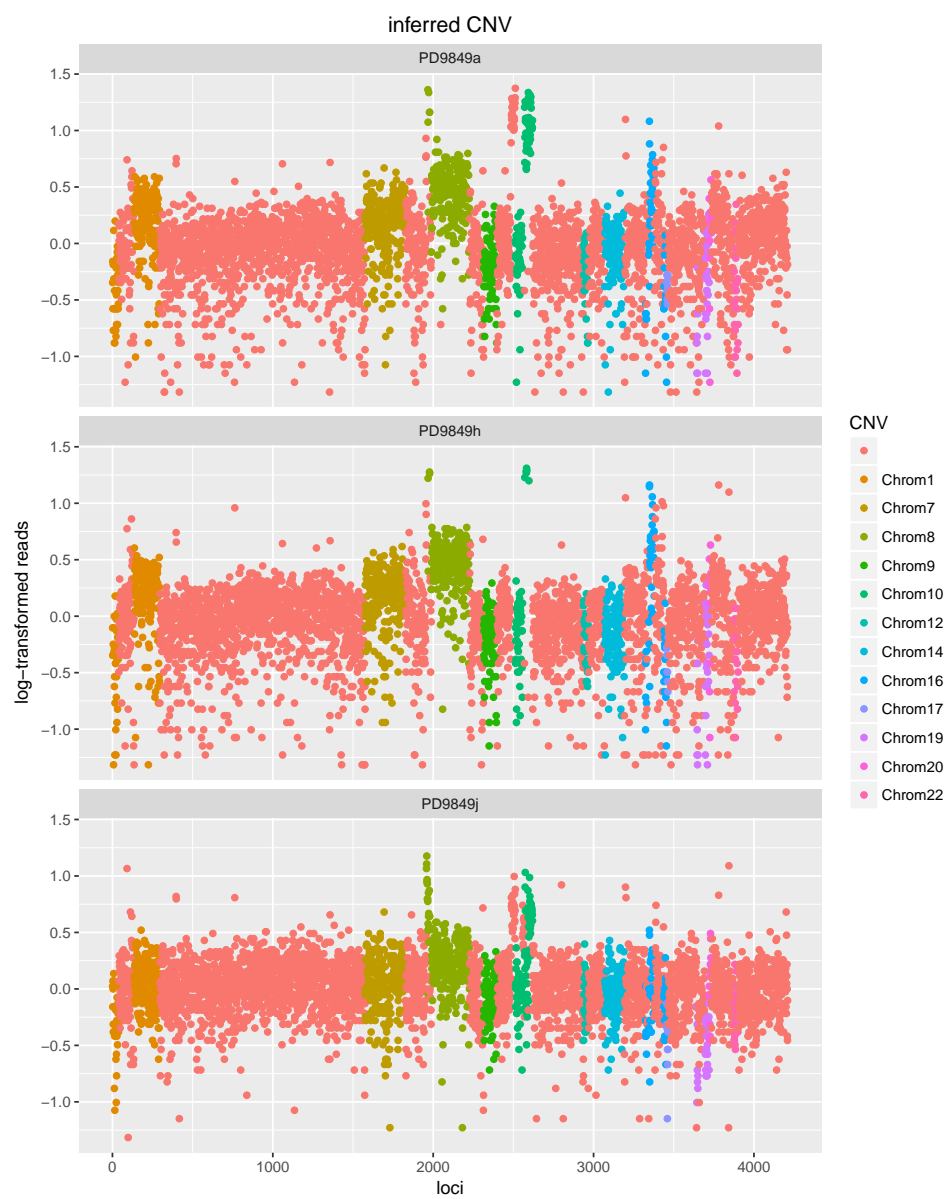 inferred CNV
PD9849a
1.5
1.0
0.5
0.0
−0.5
−1.0
PD9849h
1.5
1.0
0.5
0.0
−0.5
−1.0
PD9849j
1.5
1.0
0.5
0.0
−0.5
−1.0
0 1000 2000 3000 4000
loci
log−transformed reads
CNV
Chrom1
Chrom7
Chrom8
Chrom9
Chrom10
Chrom12
Chrom14
Chrom16
Chrom17
Chrom19
Chrom20
Chrom22